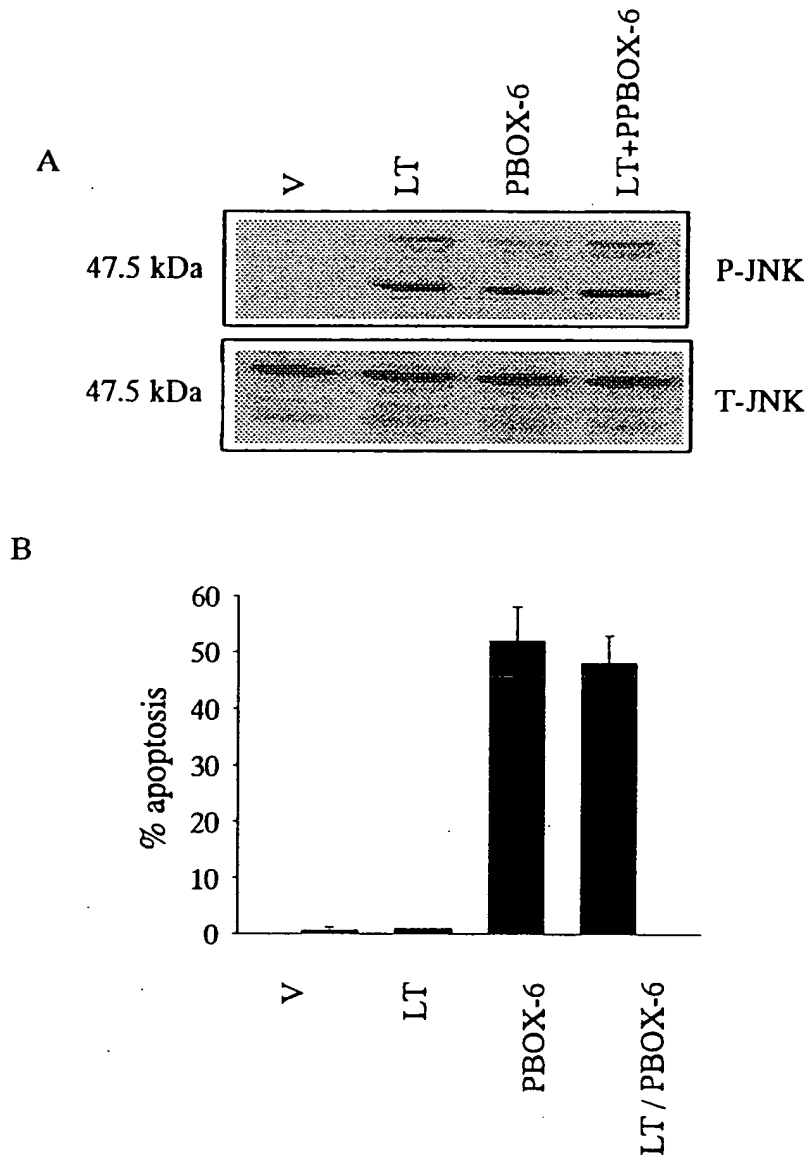 A
V LT PBOX-6 LT+PPBOX-6
47.5 kDa P-JNK
47.5 kDa T-JNK
B
% apoptosis
60
50
40
30
20
10
0
V LT PBOX-6 LT / PBOX-6